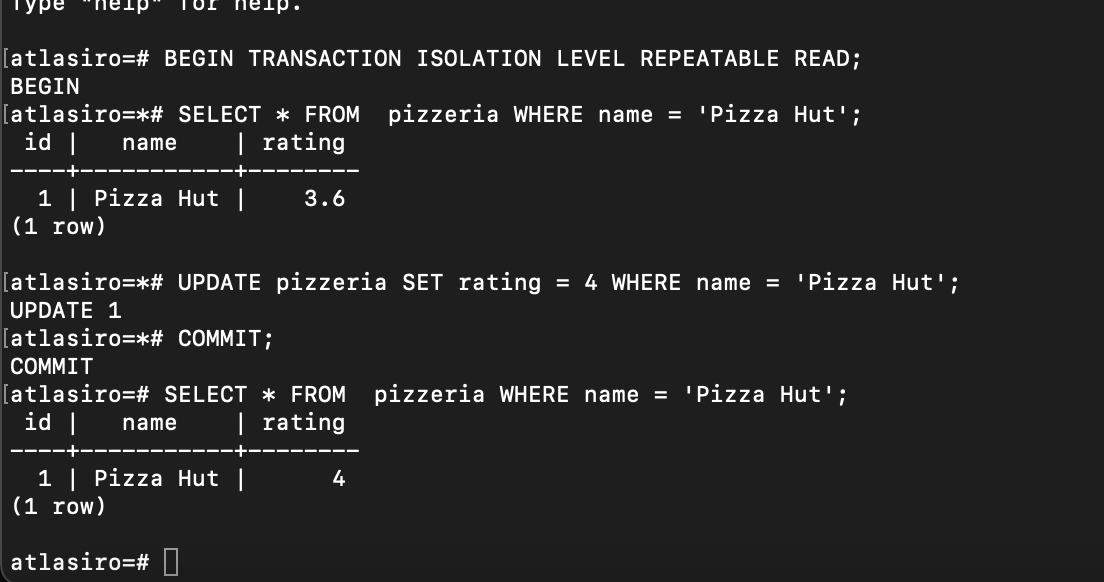 Type "help" for help.
[atlasiro=# BEGIN TRANSACTION ISOLATION LEVEL REPEATABLE READ;
BEGIN
[atlasiro=*# SELECT * FROM  pizzeria WHERE name = 'Pizza Hut';
 id |   name    | rating
----+-----------+--------
  1 | Pizza Hut |    3.6
(1 row)
[atlasiro=*# UPDATE pizzeria SET rating = 4 WHERE name = 'Pizza Hut';
UPDATE 1
[atlasiro=*# COMMIT;
COMMIT
[atlasiro=# SELECT * FROM  pizzeria WHERE name = 'Pizza Hut';
 id |   name    | rating
----+-----------+--------
  1 | Pizza Hut |      4
(1 row)
atlasiro=#